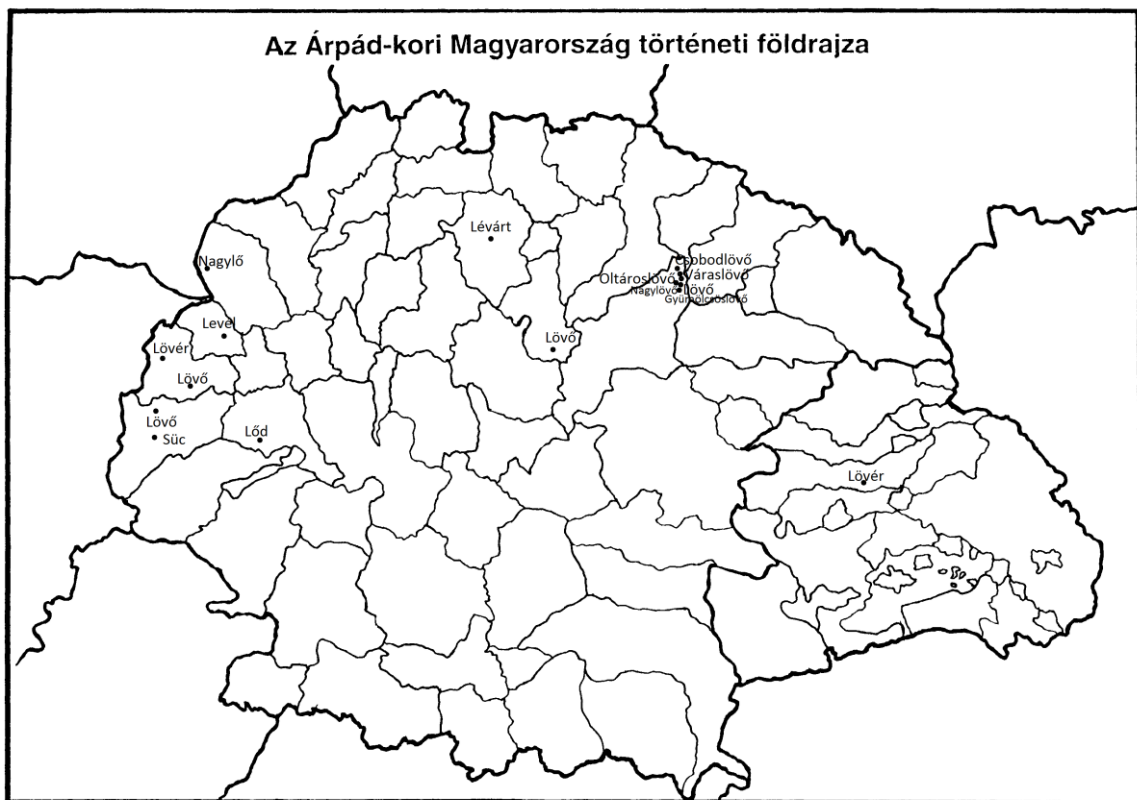 Az Árpád-kori Magyarország történeti földrajza
Lévárt
Nagylő
Csobodlövő
Oltároslövő
Váraslövő
Nagylövő
Lövő
Gyümölcsöslövő
Level
Lövő
Lövér
Lövő
Lövő
Süc
Lőd
Lövér